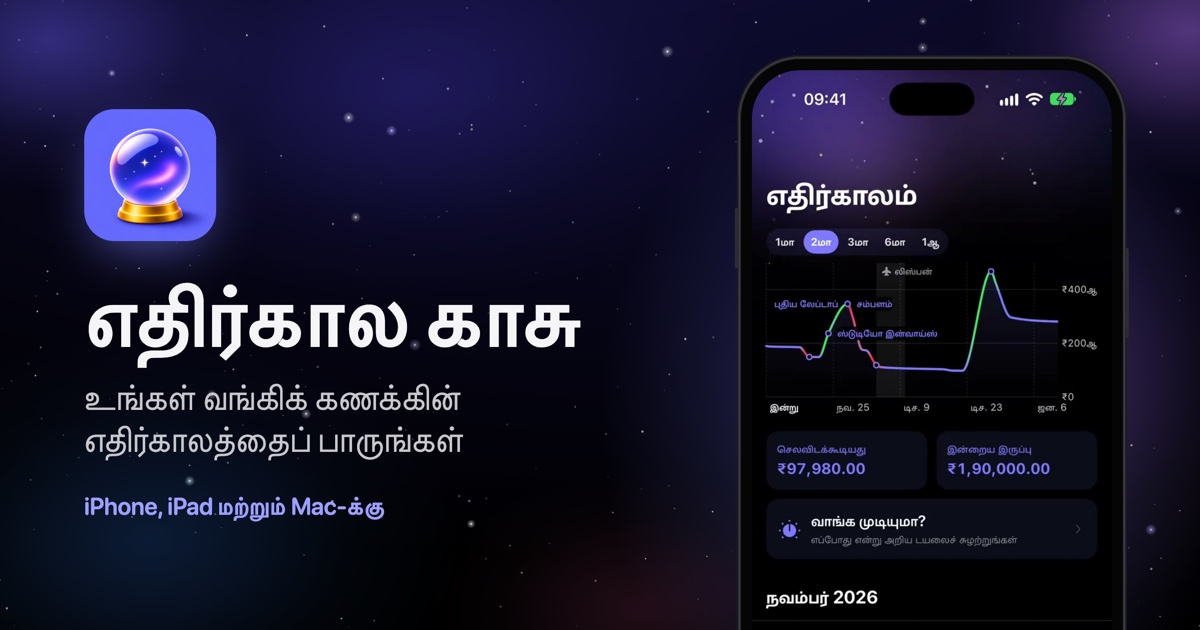 எதிர்கால காசு
உங்கள் வங்கிக் கணக்கின்
எதிர்காலத்தைப் பாருங்கள்
iPhone, iPad மற்றும் Mac-க்கு
09:41
எதிர்காலம்
1மா 2மா 3மா 6மா 1ஆ
லிஸ்பன்
புதிய லேப்டாப் சம்பளம்
ஸ்டுடியோ இன்வாய்ஸ்
₹400ஆ
₹200ஆ
₹0
இன்று நவ. 25 டிச. 9 டிச. 23 ஜன. 6
செலவிடக்கூடியது இன்றைய இருப்பு
₹97,980.00 ₹1,90,000.00
வாங்க முடியுமா?
எப்போது என்று அறிய டயலைச் சுழற்றுங்கள்
நவம்பர் 2026